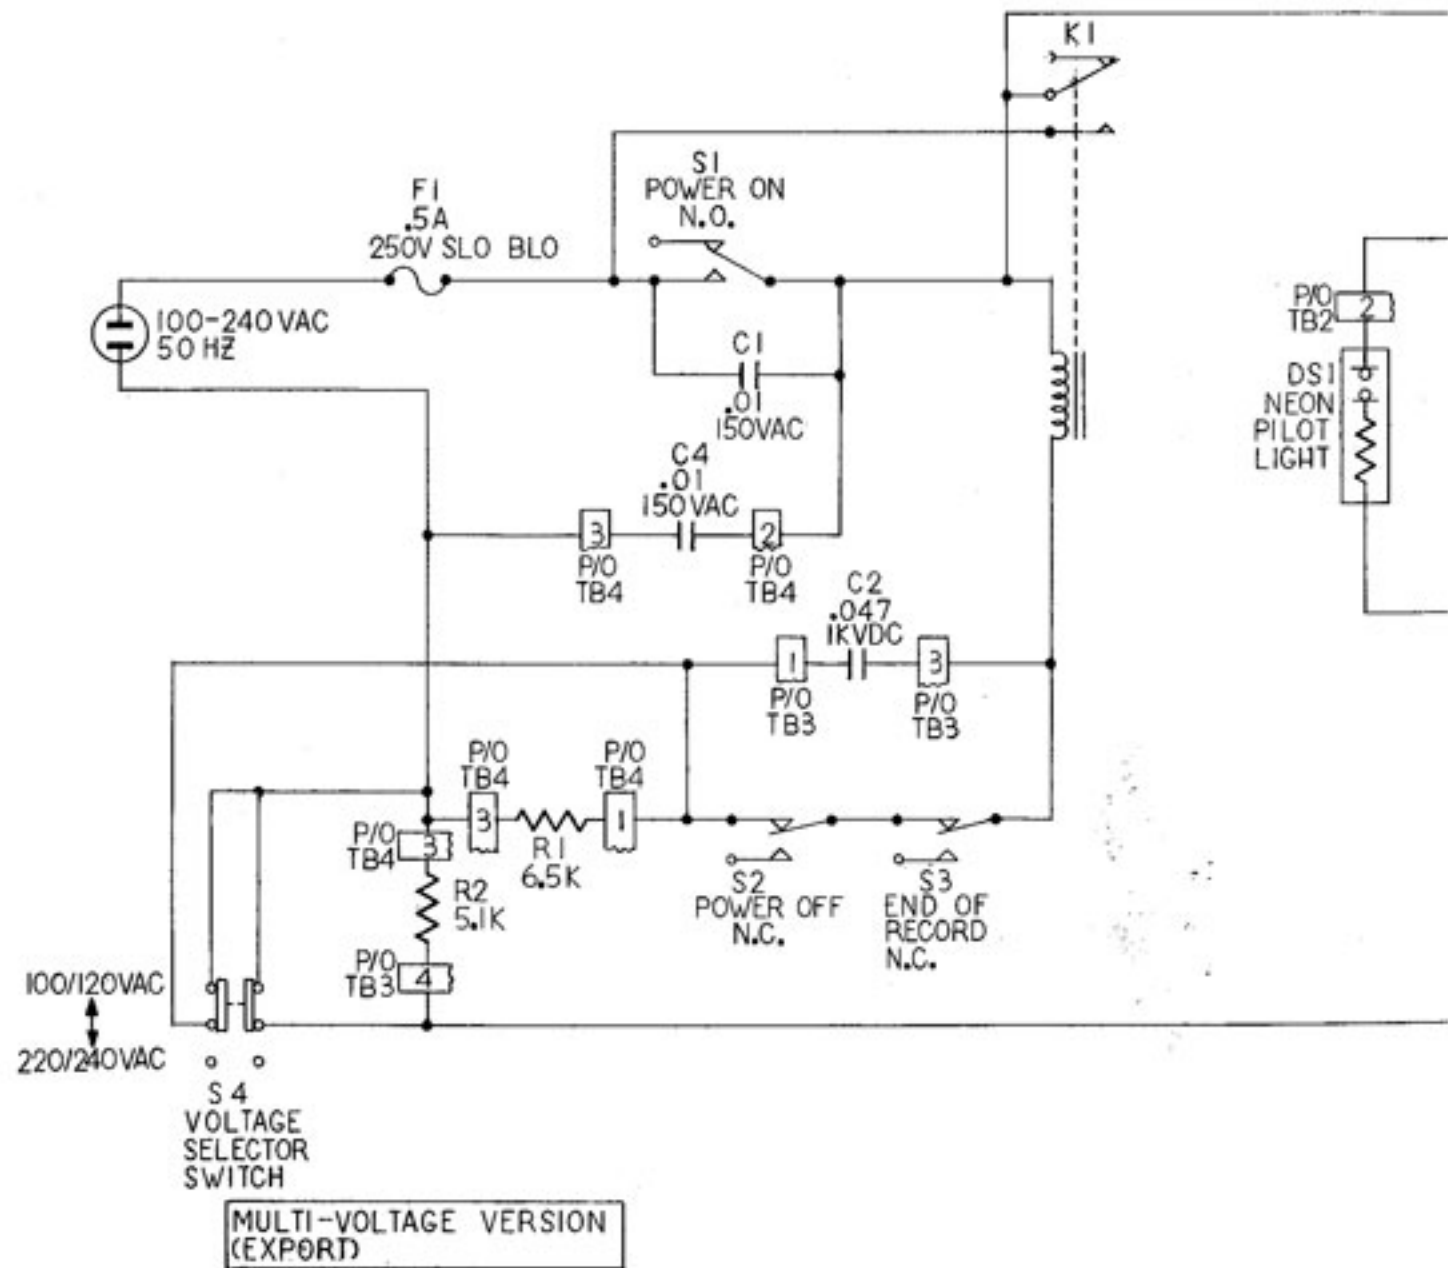 K1
S1
POWER ON
N.O.
F1
.5A
250V SLO BLO
100-240 VAC
50 HZ
C1
.01
150VAC
P/O
TB2
2
DS1
NEON
PILOT
LIGHT
C4
.01
150 VAC
3
2
P/O
TB4
P/O
TB4
C2
.047
1KVDC
1
3
P/O
TB3
P/O
TB3
P/O
TB4
P/O
TB4
3
1
R1
6.5K
P/O
TB4
3
R2
5.1K
P/O
TB3
4
S2
POWER OFF
N.C.
S3
END OF
RECORD
N.C.
100/120VAC
220/240VAC
S4
VOLTAGE
SELECTOR
SWITCH
MULTI-VOLTAGE VERSION
(EXPORT)